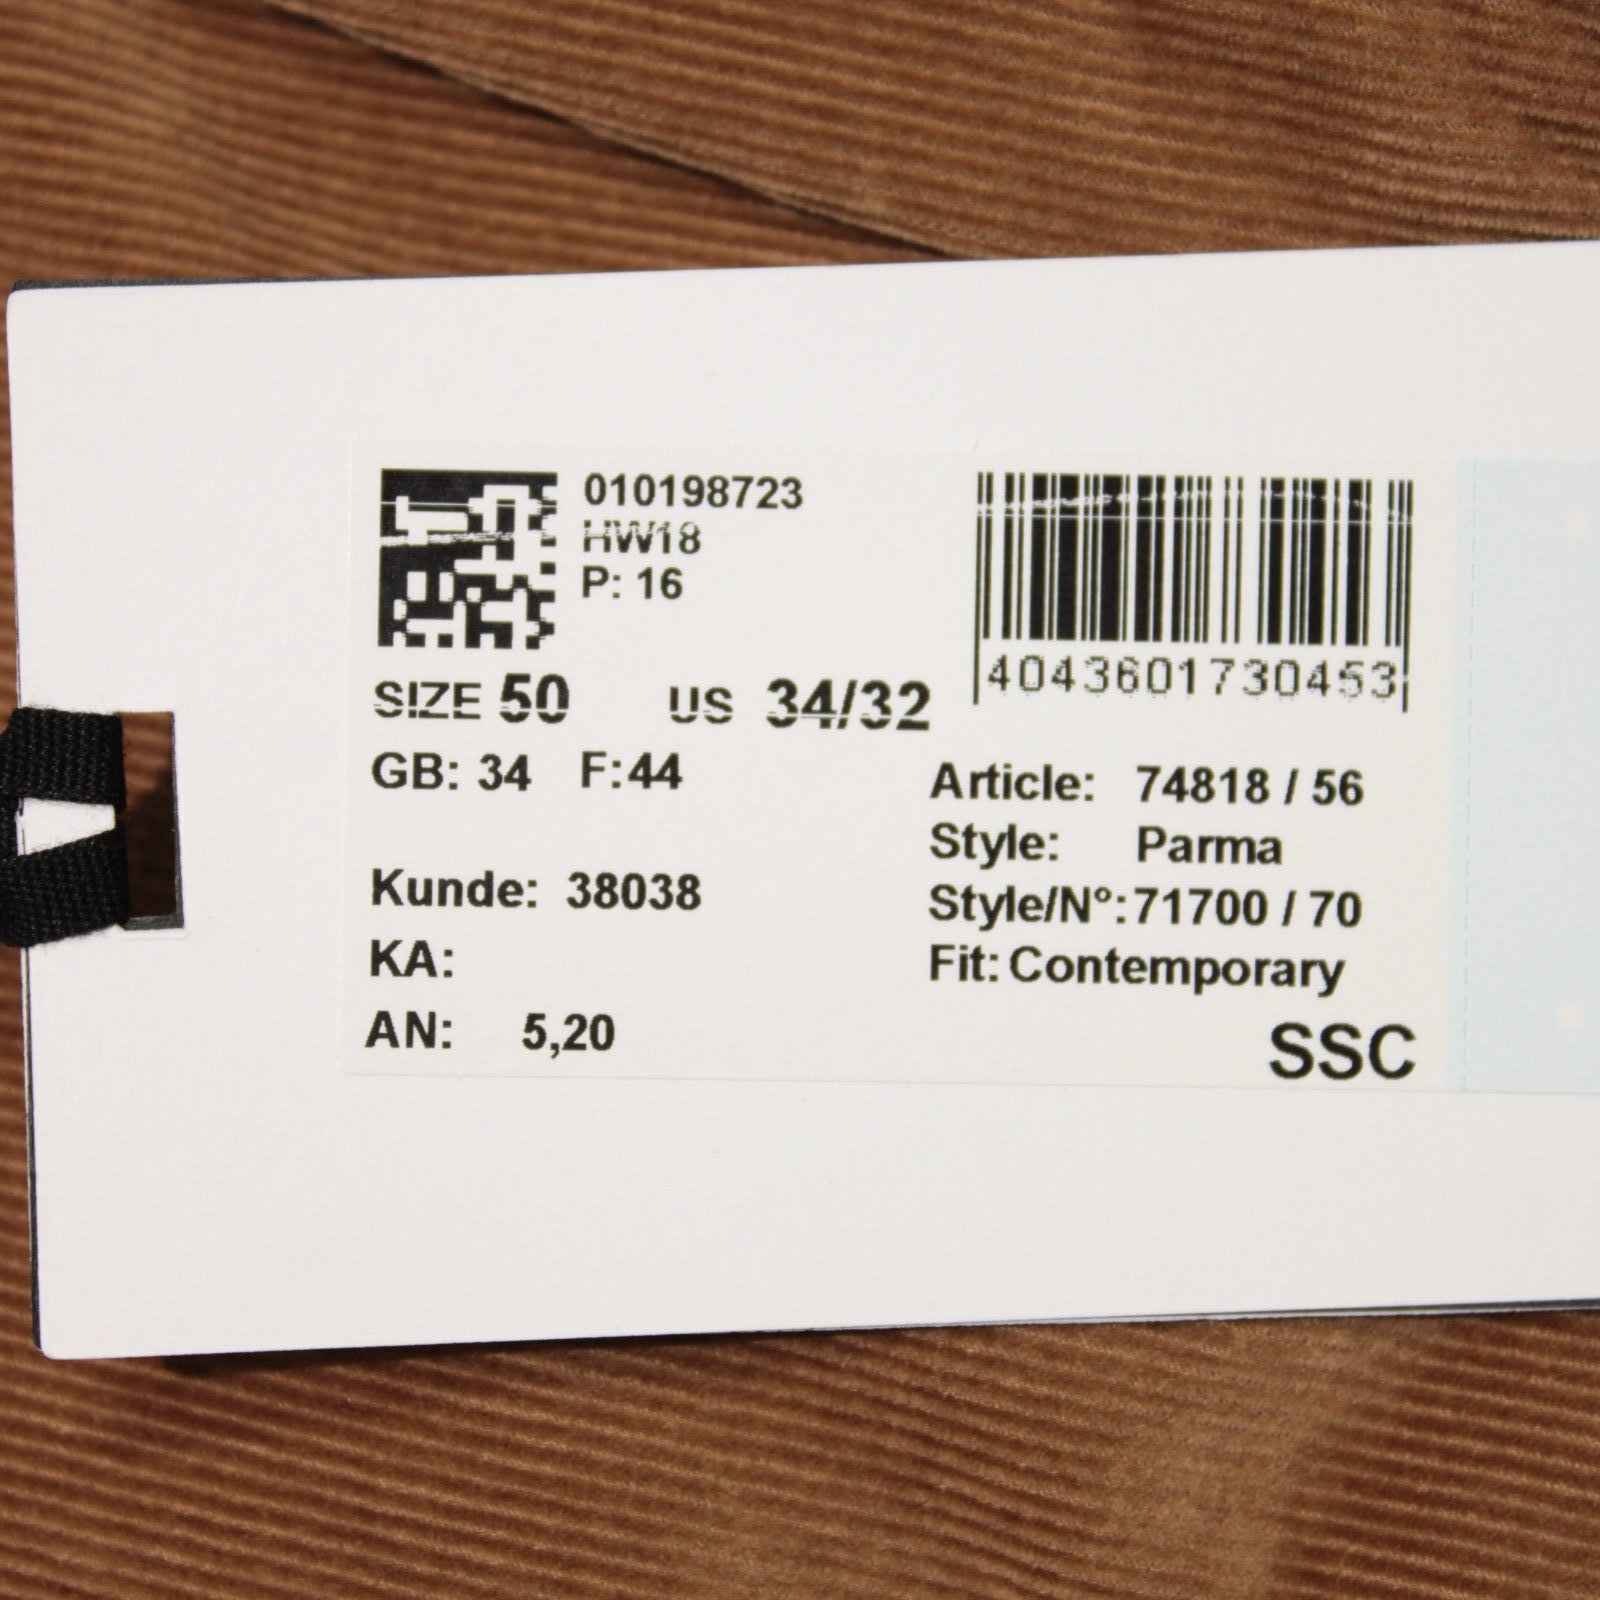 010198723
HW18
P: 16
4043601730453
SIZE 50 US 34/32
GB: 34 F:44
Kunde: 38038
KA:
AN: 5,20
Article: 74818 / 56
Style: Parma
Style/N°: 71700 / 70
Fit: Contemporary
SSC